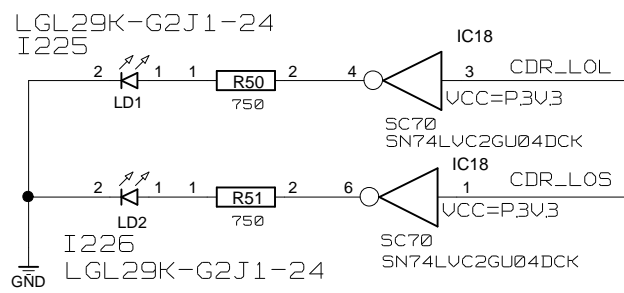 LGL29K-G2J1-24
I225
IC18
2 1 1 R50 2 4 3 CDR_LOL
LD1 750 VCC=P3V3
SC70
SN74LVC2GU04DCK
IC18
2 1 1 R51 2 6 1 CDR_LOS
LD2 750 VCC=P3V3
I226
SC70
LGL29K-G2J1-24 SN74LVC2GU04DCK
GND